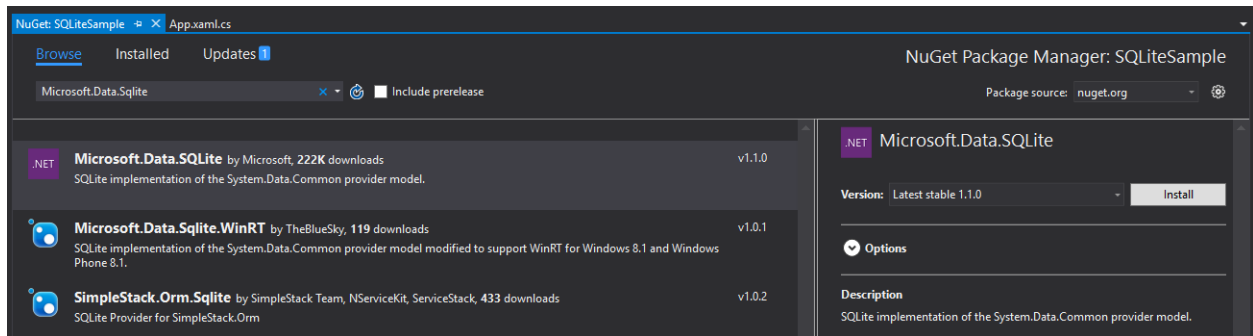 NuGet: SQLiteSample App.xaml.cs
Browse Installed Updates 1
NuGet Package Manager: SQLiteSample
Microsoft.Data.Sqlite Include prerelease
Package source: nuget.org
.NET Microsoft.Data.SQLite by Microsoft, 222K downloads v1.1.0
SQLite implementation of the System.Data.Common provider model.
Microsoft.Data.Sqlite.WinRT by TheBlueSky, 119 downloads v1.0.1
SQLite implementation of the System.Data.Common provider model modified to support WinRT for Windows 8.1 and Windows
Phone 8.1.
SimpleStack.Orm.Sqlite by SimpleStack Team, NServiceKit, ServiceStack, 433 downloads v1.0.2
SQLite Provider for SimpleStack.Orm
.NET Microsoft.Data.SQLite
Version: Latest stable 1.1.0 Install
Options
Description
SQLite implementation of the System.Data.Common provider model.